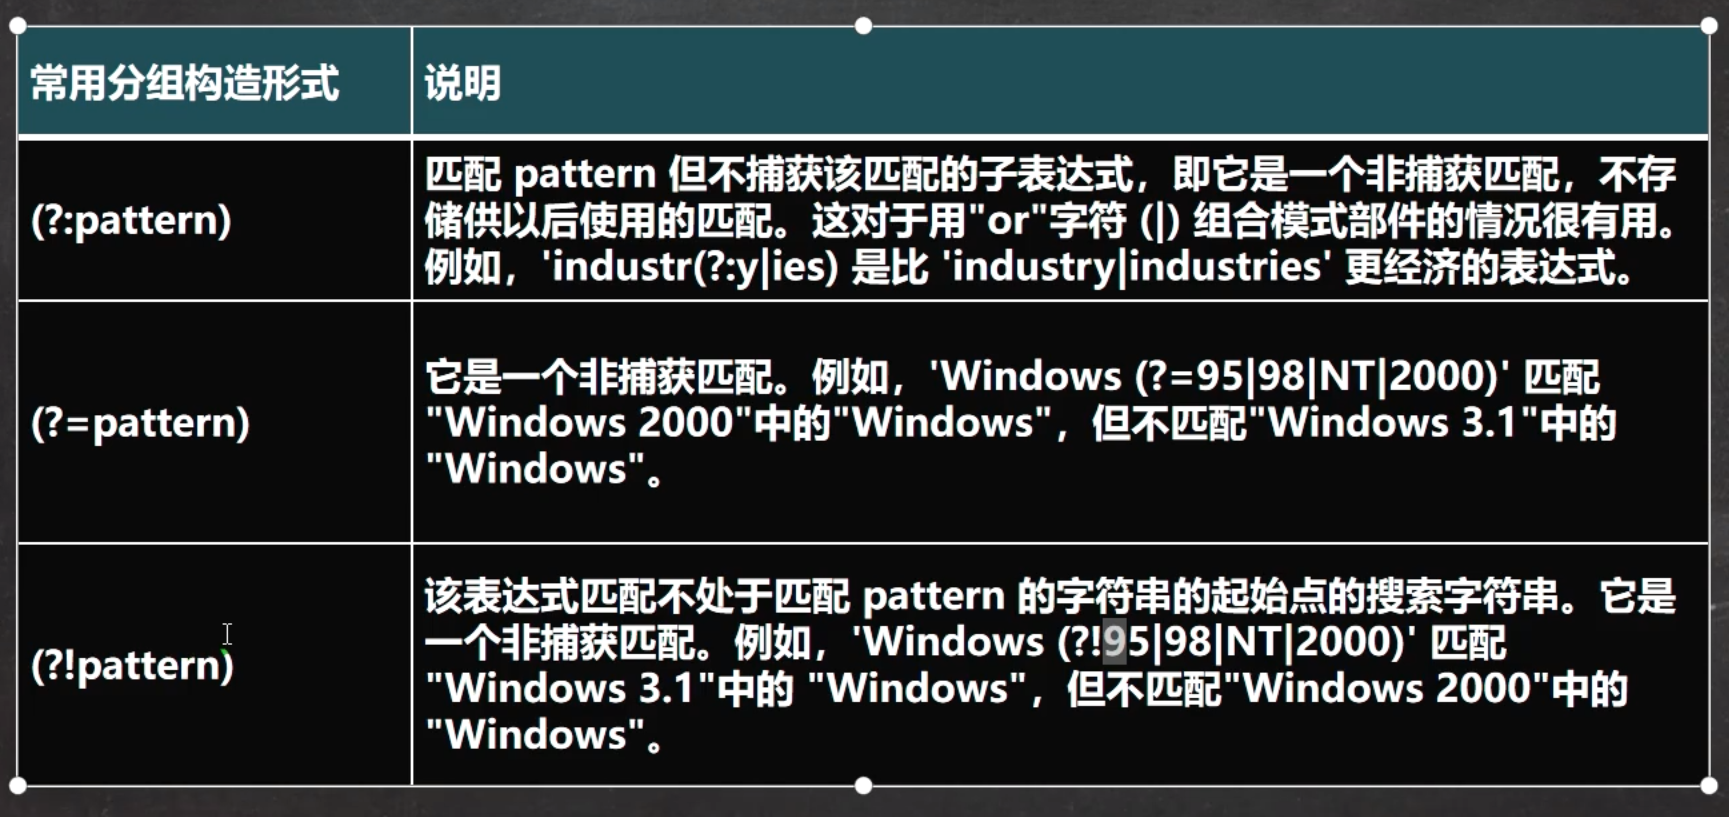 常用分组构造形式
说明
(?:pattern)
匹配 pattern 但不捕获该匹配的子表达式，即它是一个非捕获匹配，不存
储供以后使用的匹配。这对于用"or"字符 (|) 组合模式部件的情况很有用。
例如，'industr(?:y|ies) 是比 'industry|industries' 更经济的表达式。
(?=pattern)
它是一个非捕获匹配。例如，'Windows (?=95|98|NT|2000)' 匹配
"Windows 2000"中的"Windows"，但不匹配"Windows 3.1"中的
"Windows"。
(?!pattern)
该表达式匹配不处于匹配 pattern 的字符串的起始点的搜索字符串。它是
一个非捕获匹配。例如，'Windows (?!95|98|NT|2000)' 匹配
"Windows 3.1"中的 "Windows"，但不匹配"Windows 2000"中的
"Windows"。